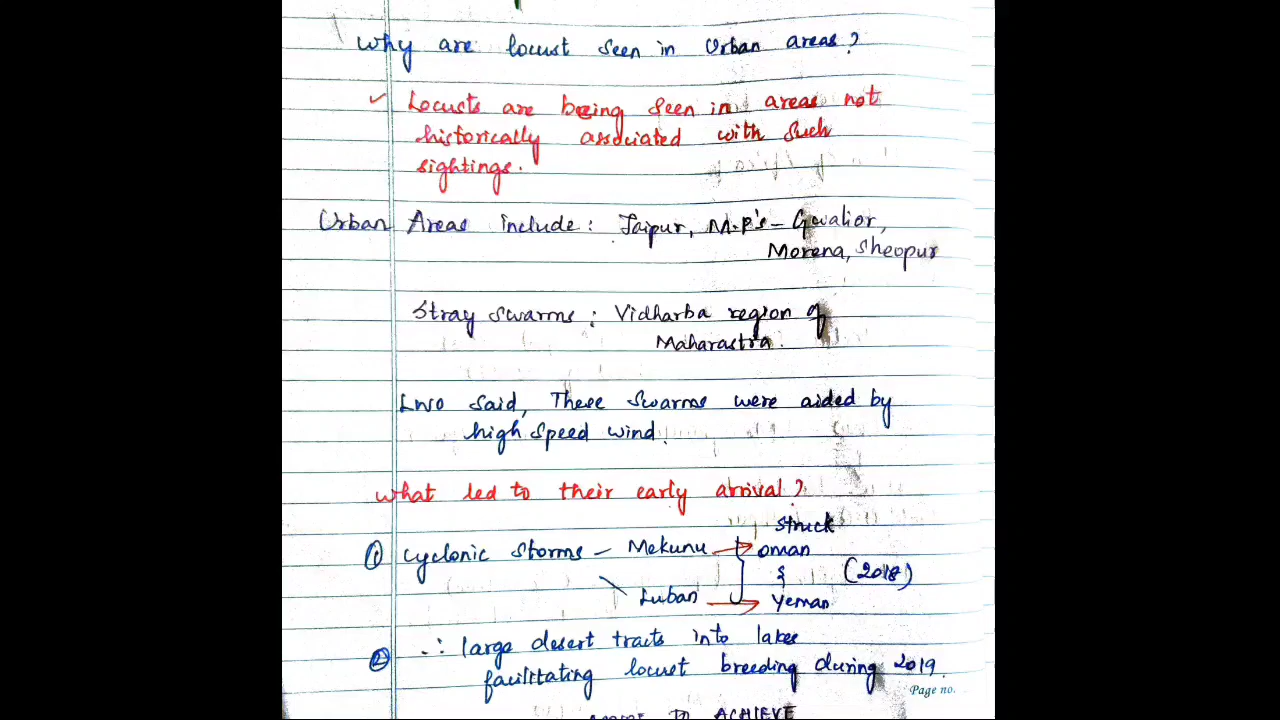 Why are locust seen in Urban areas?
✓ Locusts are being seen in areas not
historically associated with such
sightings.
Urban Areas include: Jaipur, M.P's - Gwalior,
Morena, Sheopur
Stray swarms: Vidharba region of
Maharastra.
LWO said, These swarms were aided by
high speed wind.
What led to their early arrival?
struck
① Cyclonic storms - Mekunu → Oman
& (2018)
Luban → Yeman
② ∴ large desert tracts into lakes
facilitating locust breeding during 2019.
Page no.
TO ACHIEVE